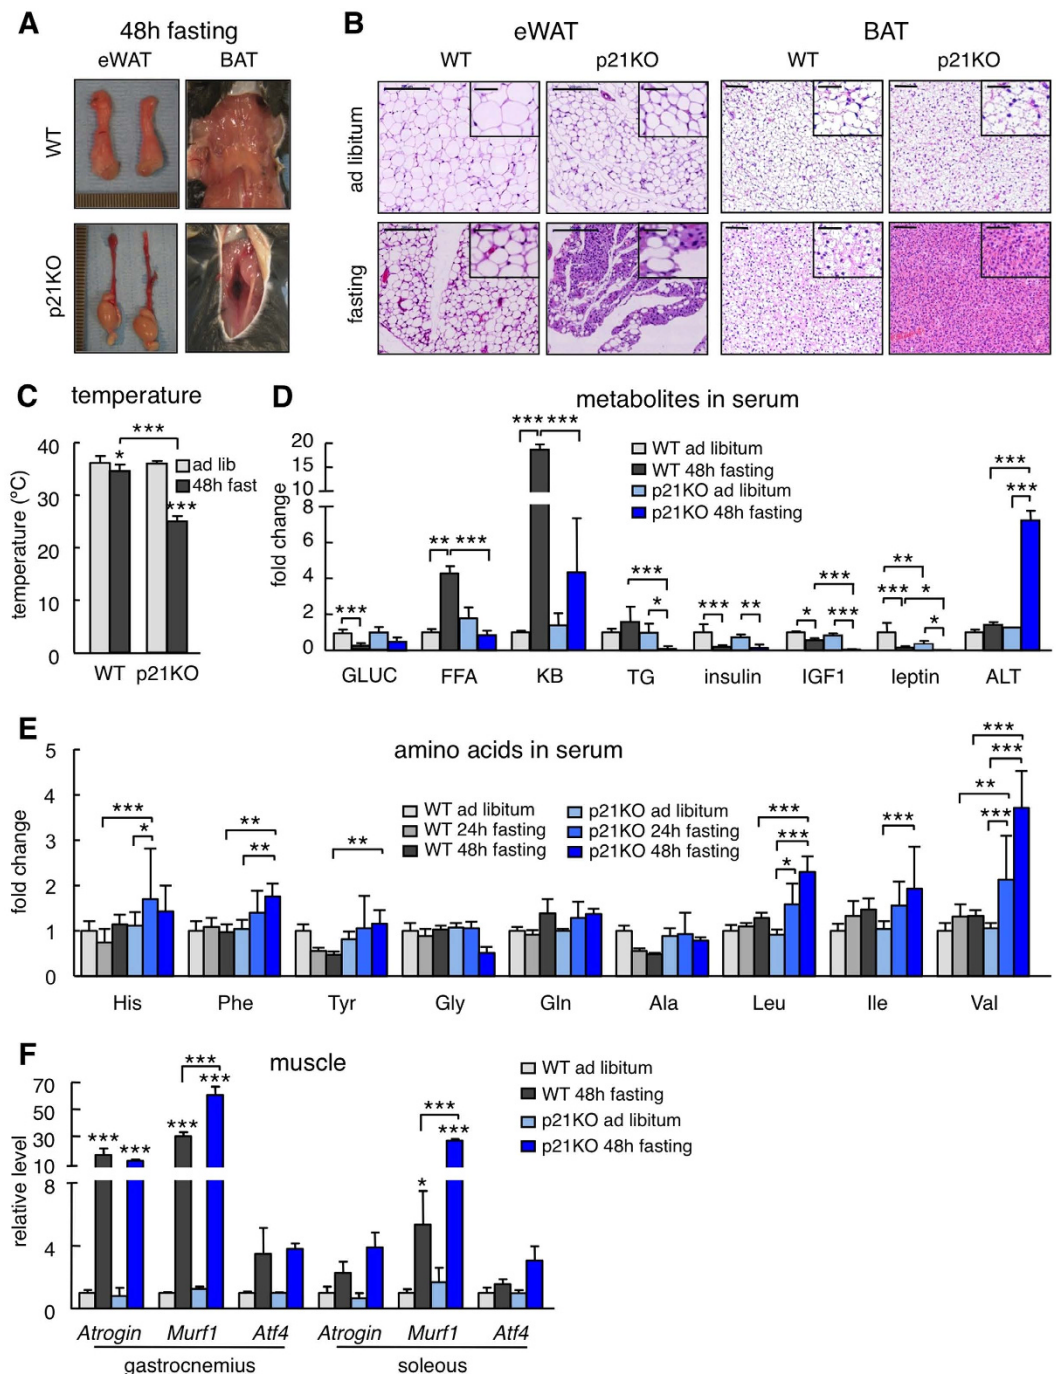 A
48h fasting
eWAT BAT
WT
p21KO
B
eWAT BAT
WT p21KO WT p21KO
ad libitum
fasting
C temperature
temperature (°C)
40
30
20
10
0
***
*
***
ad lib
48h fast
WT p21KO
D metabolites in serum
fold change
20
15
10
8
6
4
2
0
WT ad libitum
WT 48h fasting
p21KO ad libitum
p21KO 48h fasting
***
** ***
*** ***
*** *
*** **
* *** ***
** *** * *
*** ***
GLUC FFA KB TG insulin IGF1 leptin ALT
E amino acids in serum
fold change
5
4
3
2
1
0
WT ad libitum
WT 24h fasting
WT 48h fasting
p21KO ad libitum
p21KO 24h fasting
p21KO 48h fasting
*** *
** **
**
*** *** *
***
*** *** ** ***
His Phe Tyr Gly Gln Ala Leu Ile Val
F muscle
relative level
70
50
30
10
8
4
0
WT ad libitum
WT 48h fasting
p21KO ad libitum
p21KO 48h fasting
*** ***
*** *** ***
* *** ***
Atrogin Murf1 Atf4 Atrogin Murf1 Atf4
gastrocnemius soleous